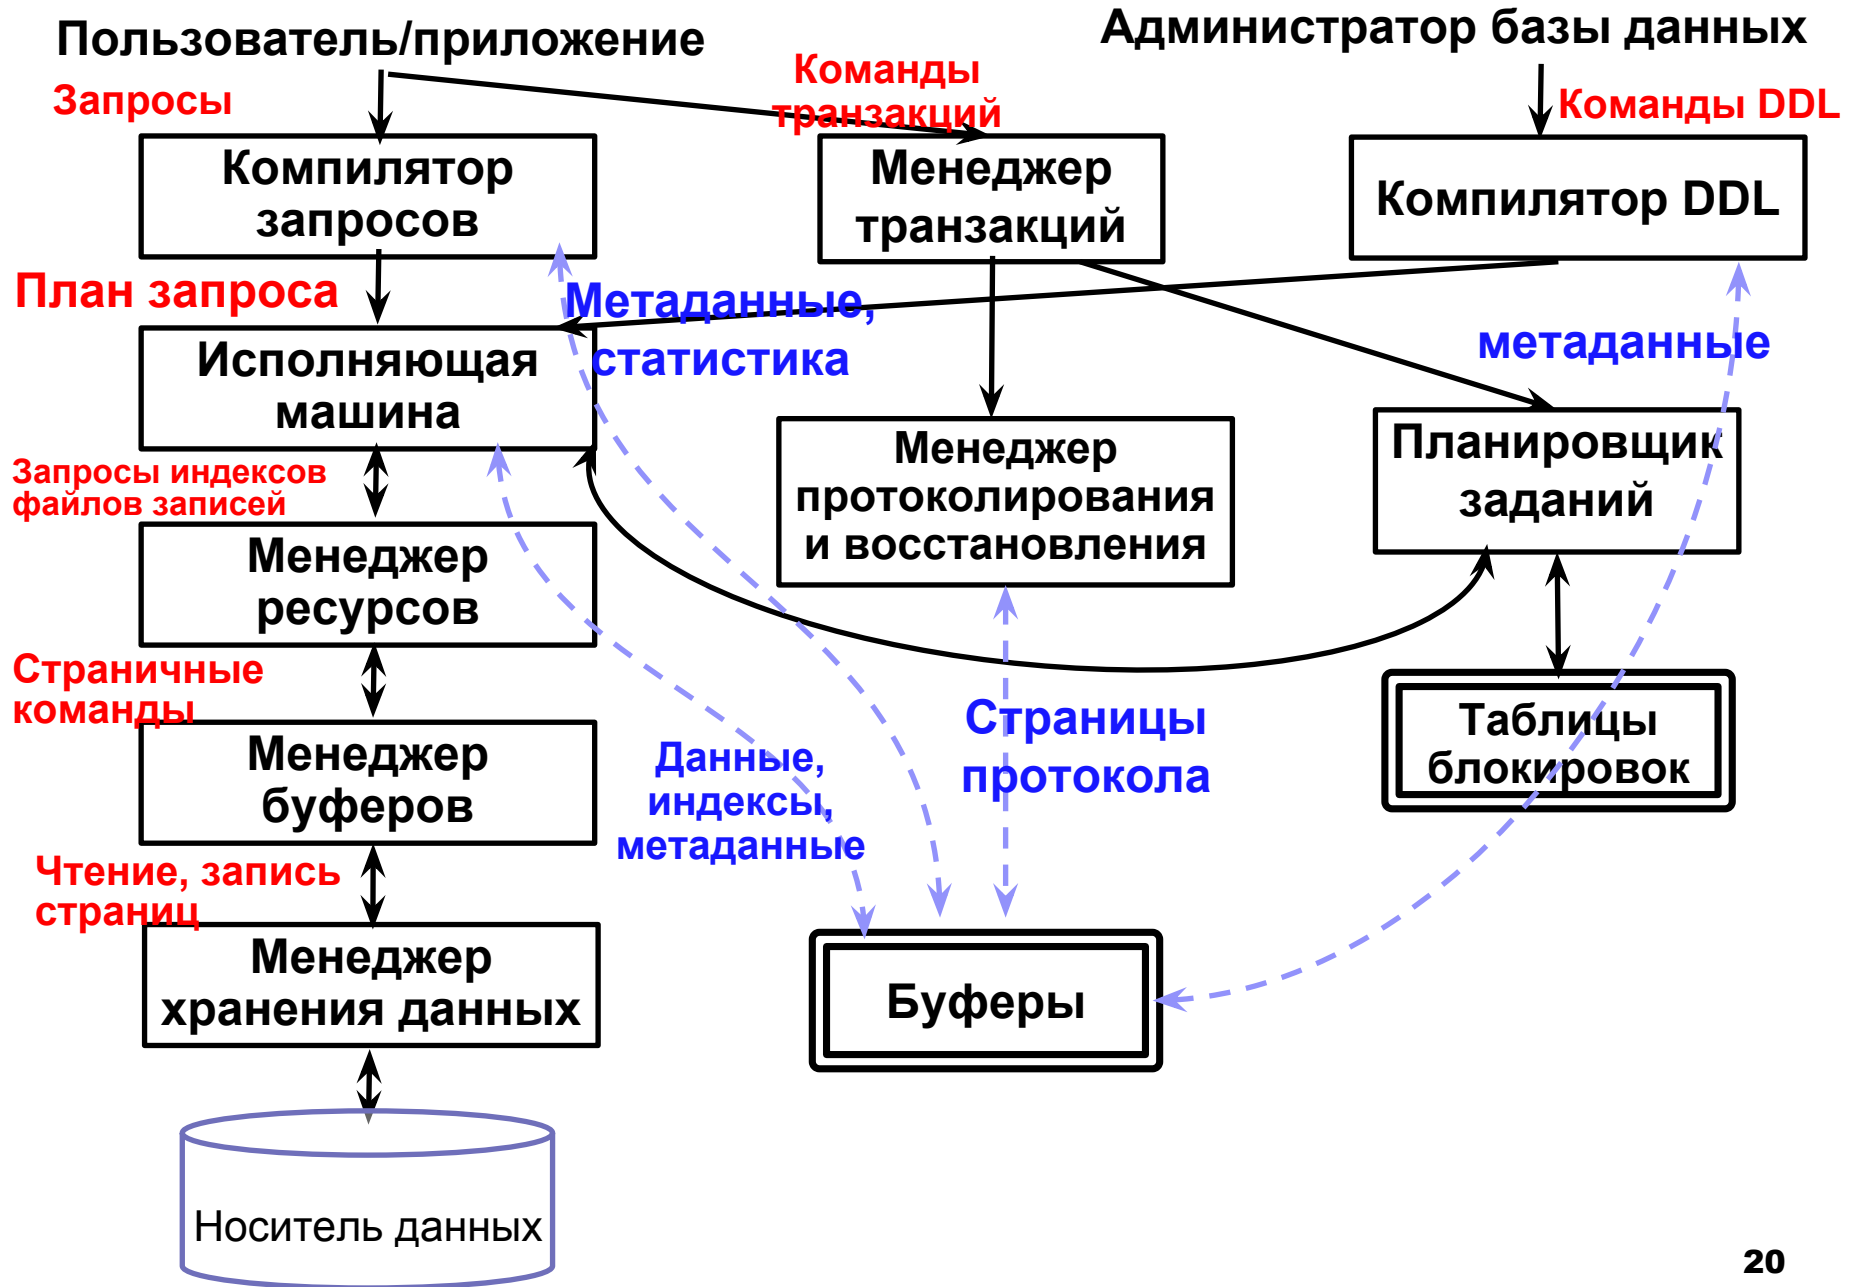 Пользователь/приложение
Администратор базы данных
Запросы
Команды
транзакций
Команды DDL
Компилятор
запросов
Менеджер
транзакций
Компилятор DDL
План запроса
Метаданные,
статистика
метаданные
Исполняющая
машина
Менеджер
протоколирования
и восстановления
Планировщик
заданий
Запросы индексов
файлов записей
Менеджер
ресурсов
Страничные
команды
Страницы
протокола
Таблицы
блокировок
Менеджер
буферов
Данные,
индексы,
метаданные
Чтение, запись
страниц
Менеджер
хранения данных
Буферы
Носитель данных
20